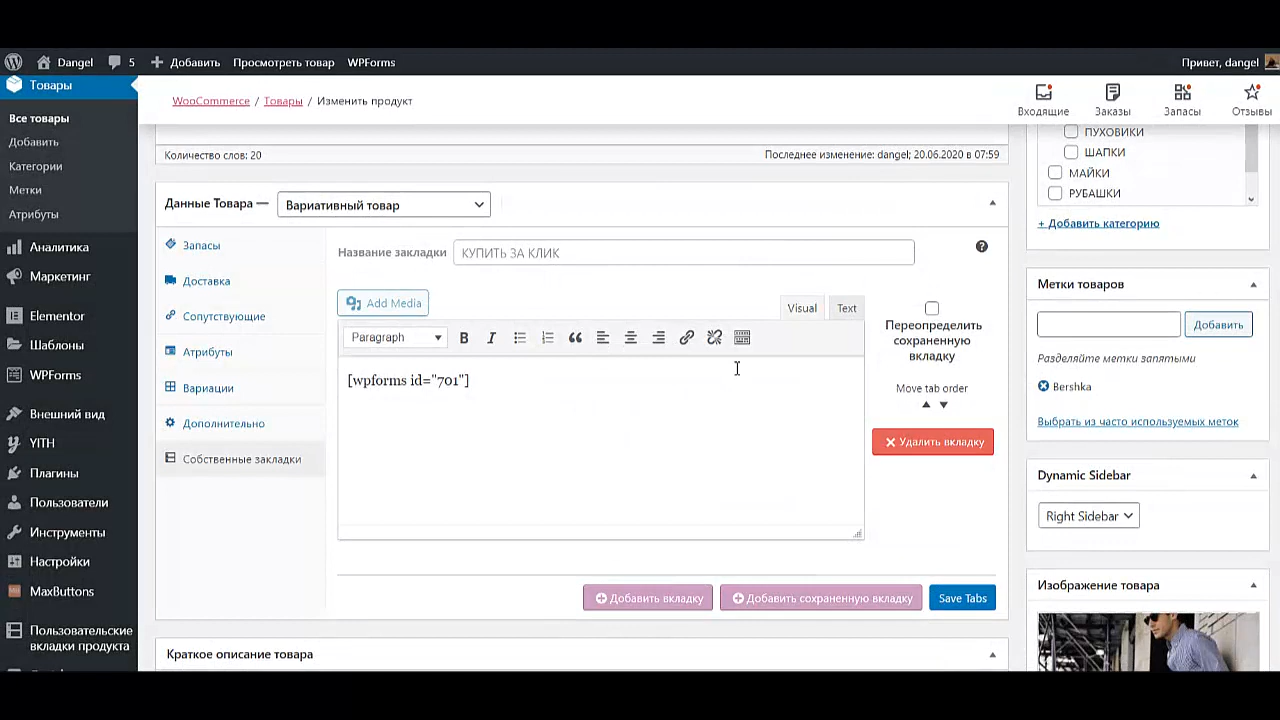 Dangel
5
Добавить
Просмотреть товар
WPForms
Привет, dangel
Товары
Все товары
Добавить
Категории
Метки
Атрибуты
Аналитика
Маркетинг
Elementor
Шаблоны
WPForms
Внешний вид
YITH
Плагины
Пользователи
Инструменты
Настройки
MaxButtons
Пользовательские
вкладки продукта
WooCommerce / Товары / Изменить продукт
Входящие
Заказы
Запасы
Отзывы
Количество слов: 20
Последнее изменение: dangel; 20.06.2020 в 07:59
Данные Товара —
Вариативный товар
Запасы
Доставка
Сопутствующие
Атрибуты
Вариации
Дополнительно
Собственные закладки
Название закладки
КУПИТЬ ЗА КЛИК
Add Media
Visual
Text
Paragraph
[wpforms id="701"]
Переопределить
сохраненную
вкладку
Move tab order
Удалить вкладку
Добавить вкладку
Добавить сохраненную вкладку
Save Tabs
Краткое описание товара
ПУХОВИКИ
ШАПКИ
МАЙКИ
РУБАШКИ
+ Добавить категорию
Метки товаров
Добавить
Разделяйте метки запятыми
Bershka
Выбрать из часто используемых меток
Dynamic Sidebar
Right Sidebar
Изображение товара